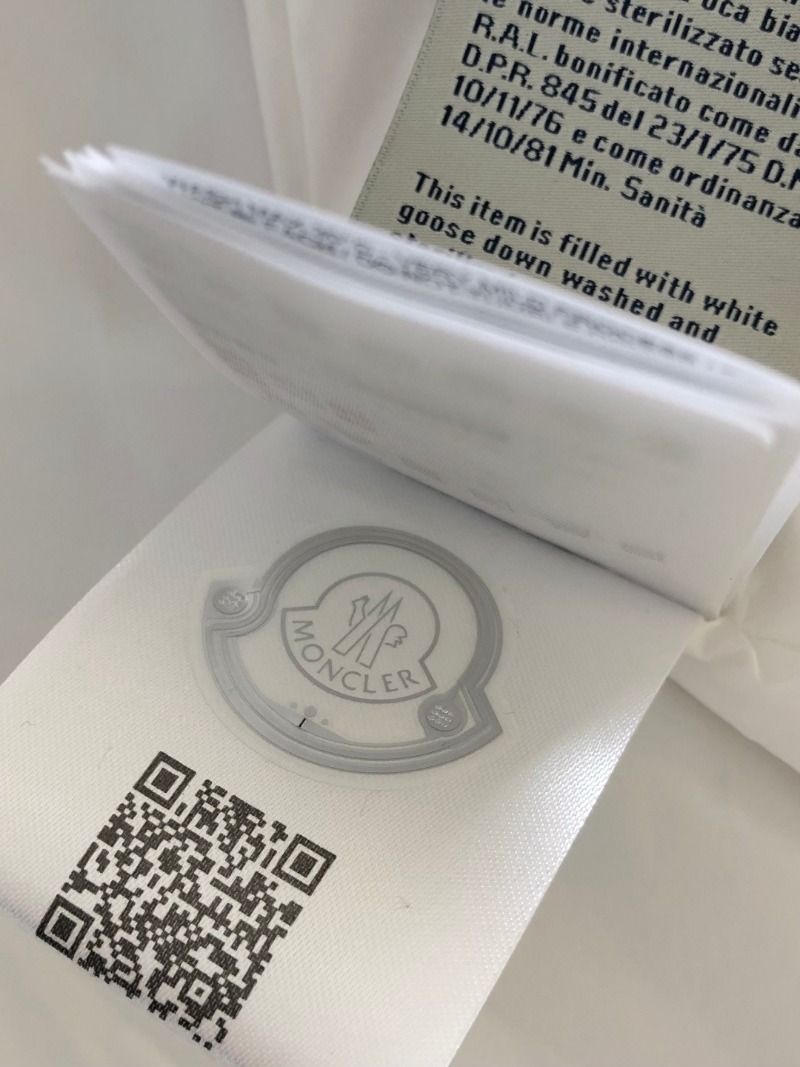 oca bia
sterilizzato se
le norme internazionali
R.A.L. bonificato come da
D.P.R. 845 del 23/1/75 D.M
10/11/76 e come ordinanza
14/10/81 Min. Sanità
This item is filled with white
goose down washed and
MONCLER